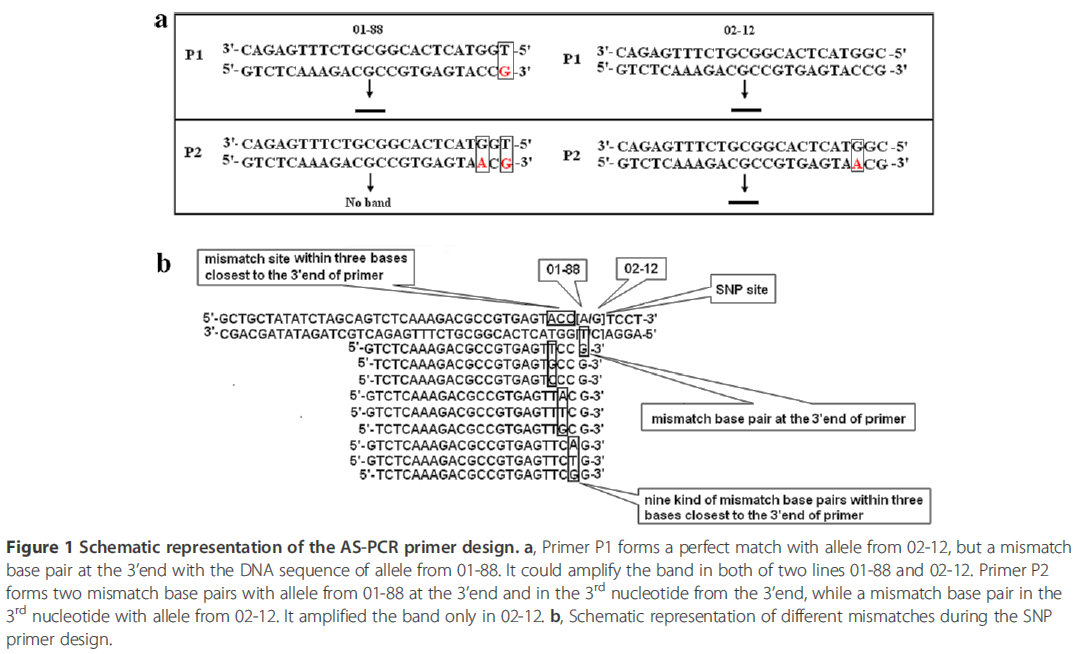 a
01-88
02-12
P1
3'-CAGAGTTTCTGCGGCACTCATGGT-5'
5'-GTCTCAAAGACGCCGTGAGTACCG-3'
P1
3'-CAGAGTTTCTGCGGCACTCATGGC-5'
5'-GTCTCAAAGACGCCGTGAGTACCG-3'
P2
3'-CAGAGTTTCTGCGGCACTCATGGT-5'
5'-GTCTCAAAGACGCCGTGAGTAACG-3'
No band
P2
3'-CAGAGTTTCTGCGGCACTCATGGC-5'
5'-GTCTCAAAGACGCCGTGAGTAACG-3'
b
mismatch site within three bases
closest to the 3'end of primer
01-88
02-12
SNP site
5'-GCTGCTATATCTAGCAGTCTCAAAGACGCCGTGAGTACC[A/G]TCCT-3'
3'-CGACGATATAGATCGTCAGAGTTTCTGCGGCACTCATGG[T/C]AGGA-5'
5'-GTCTCAAAGACGCCGTGAGTTCCG-3'
5'-TCTCAAAGACGCCGTGAGTGCCG-3'
5'-TCTCAAAGACGCCGTGAGTCCCG-3'
5'-GTCTCAAAGACGCCGTGAGTTACG-3'
5'-GTCTCAAAGACGCCGTGAGTTTCG-3'
5'-TCTCAAAGACGCCGTGAGTTGCG-3'
5'-GTCTCAAAGACGCCGTGAGTTCAG-3'
5'-GTCTCAAAGACGCCGTGAGTTCTG-3'
5'-TCTCAAAGACGCCGTGAGTTCGG-3'
mismatch base pair at the 3'end of primer
nine kind of mismatch base pairs within three
bases closest to the 3'end of primer
Figure 1 Schematic representation of the AS-PCR primer design. a, Primer P1 forms a perfect match with allele from 02-12, but a mismatch
base pair at the 3'end with the DNA sequence of allele from 01-88. It could amplify the band in both of two lines 01-88 and 02-12. Primer P2
forms two mismatch base pairs with allele from 01-88 at the 3'end and in the 3rd nucleotide from the 3'end, while a mismatch base pair in the
3rd nucleotide with allele from 02-12. It amplified the band only in 02-12. b, Schematic representation of different mismatches during the SNP
primer design.